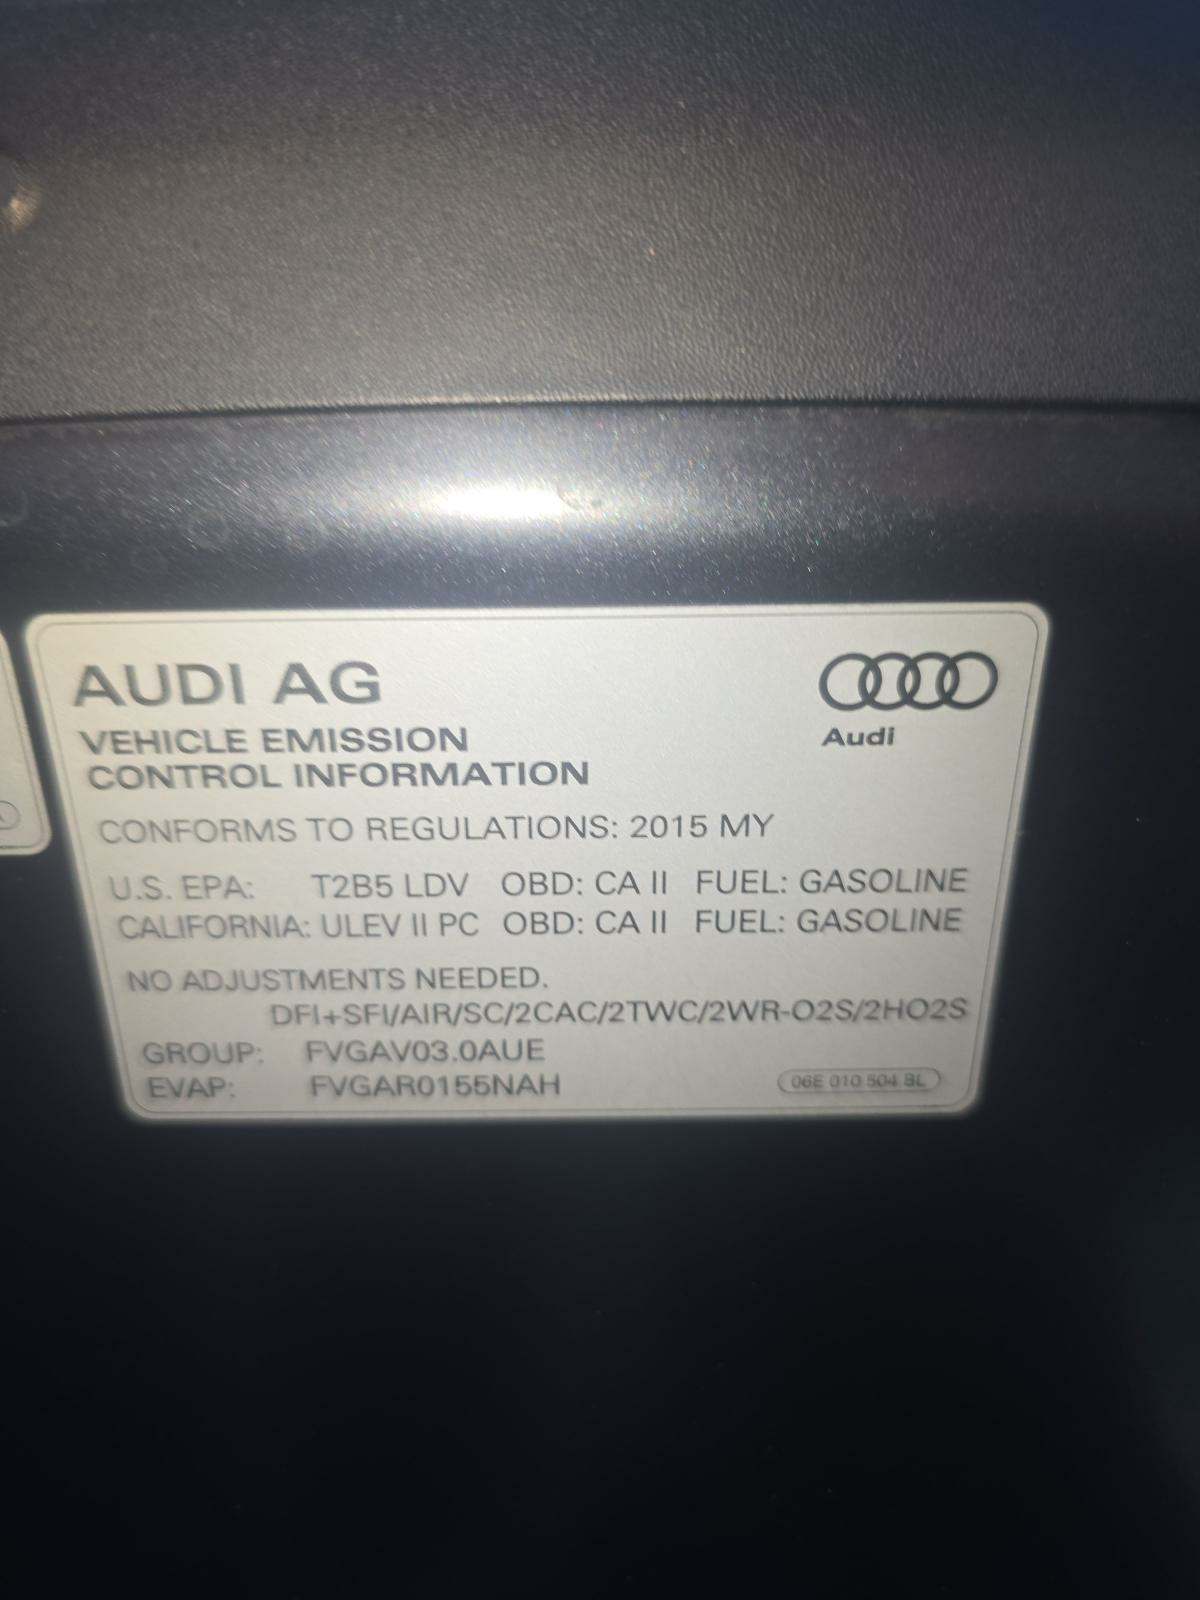 AUDI AG
Audi
VEHICLE EMISSION
CONTROL INFORMATION
CONFORMS TO REGULATIONS: 2015 MY
U.S. EPA: T2B5 LDV OBD: CA II FUEL: GASOLINE
CALIFORNIA: ULEV II PC OBD: CA II FUEL: GASOLINE
NO ADJUSTMENTS NEEDED.
DFI+SFI/AIR/SC/2CAC/2TWC/2WR-O2S/2HO2S
GROUP: FVGAV03.0AUE
EVAP: FVGAR0155NAH
06E 010 504 BL